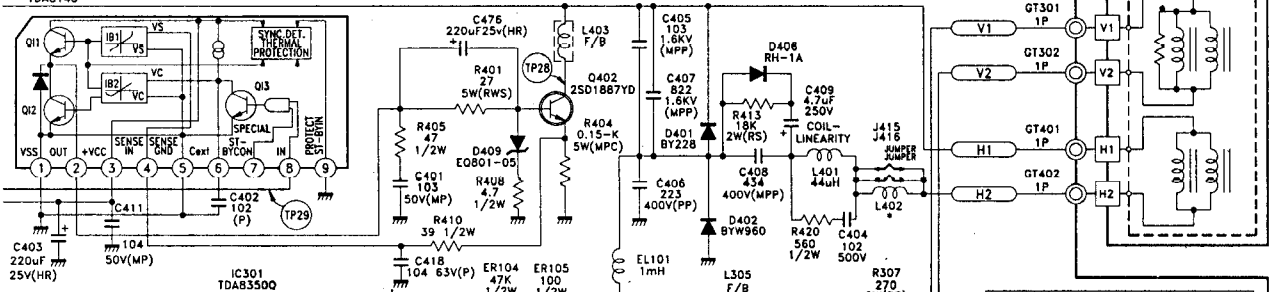 TDA8140
Q11
IB1
VS
VS
IB2
VC
VC
SYNC.DET.
THERMAL
PROTECTION
Q12
Q13
SPECIAL
VSS
OUT
+VCC
SENSE
IN
SENSE
GND
Cext
ST-
BYCON
IN
PROTECT
ST-BYIN
1
2
3
4
5
6
7
8
9
C411
104
50V(MP)
C402
102
(P)
TP29
C403
220uF
25V(HR)
IC301
TDA8350Q
C476
220uF25v(HR)
R401
27
5W(RWS)
R405
47
1/2W
C401
103
50V(MP)
D409
EQB01-05
R408
4.7
1/2W
R410
39 1/2W
C418
104 63V(P)
ER104
47K
1/2W
ER105
100
1/2W
L403
F/B
TP28
Q402
2SD1887YD
R404
0.15-K
5W(MPC)
C405
103
1.6KV
(MPP)
C407
822
1.6KV
(MPP)
D401
BY228
C406
223
400V(PP)
D402
BYW960
EL101
1mH
L305
F/B
D406
RH-1A
R413
18K
2W(RS)
C409
4.7uF
250V
COIL-
LINEARITY
C408
434
400V(MPP)
L401
44uH
R420
560
1/2W
C404
102
500V
J415
J416
JUMPER
JUMPER
L402
*
R307
270
V1
V2
H1
H2
GT301
1P
GT302
1P
GT401
1P
GT402
1P
V1
V2
H1
H2